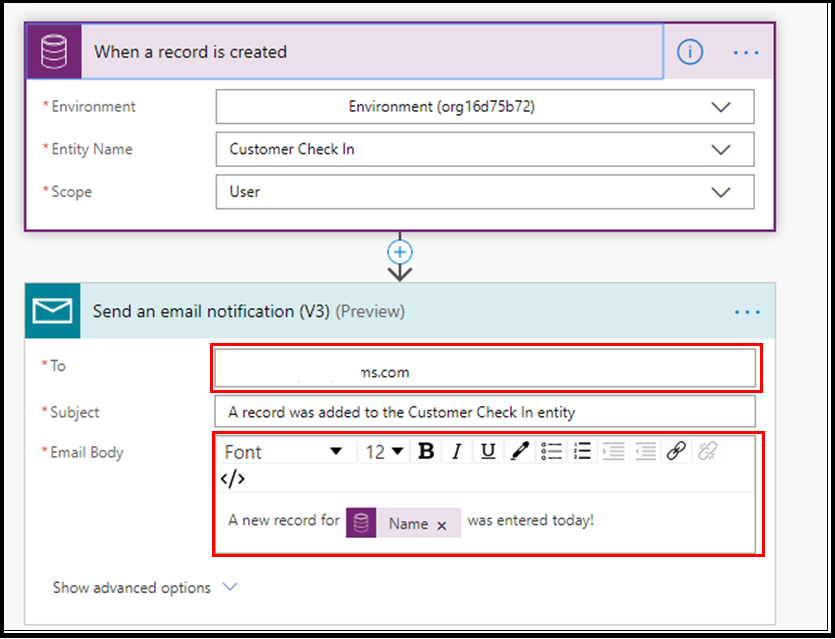 When a record is created
* Environment
Environment (org16d75b72)
* Entity Name
Customer Check In
* Scope
User
Send an email notification (V3) (Preview)
* To
ms.com
* Subject
A record was added to the Customer Check In entity
* Email Body
Font 12 B I U
</>
A new record for Name × was entered today!
Show advanced options